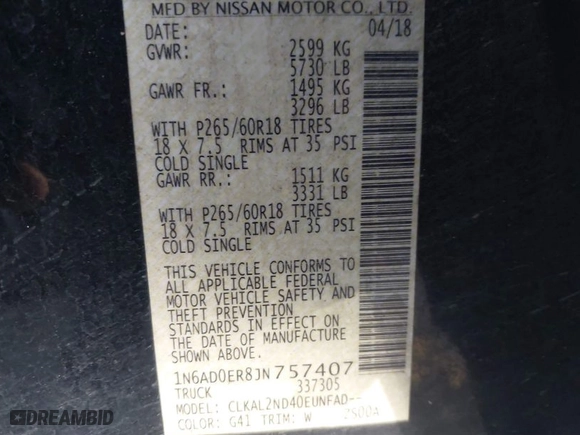 MFD BY NISSAN MOTOR CO., LTD.
DATE: 04/18
GVWR: 2599 KG
5730 LB
GAWR FR.: 1495 KG
3296 LB
WITH P265/60R18 TIRES
18 X 7.5 RIMS AT 35 PSI
COLD SINGLE
GAWR RR.: 1511 KG
3331 LB
WITH P265/60R18 TIRES
18 X 7.5 RIMS AT 35 PSI
COLD SINGLE
THIS VEHICLE CONFORMS TO
ALL APPLICABLE FEDERAL
MOTOR VEHICLE SAFETY AND
THEFT PREVENTION
STANDARDS IN EFFECT ON
THE DATE OF MANUFACTURE
SHOWN ABOVE.
1N6AD0ER8JN757407
TRUCK 337305
MODEL: CLKAL2ND40EUNFAD--
COLOR: G41 TRIM: W
DREAMBID
dreambid.com